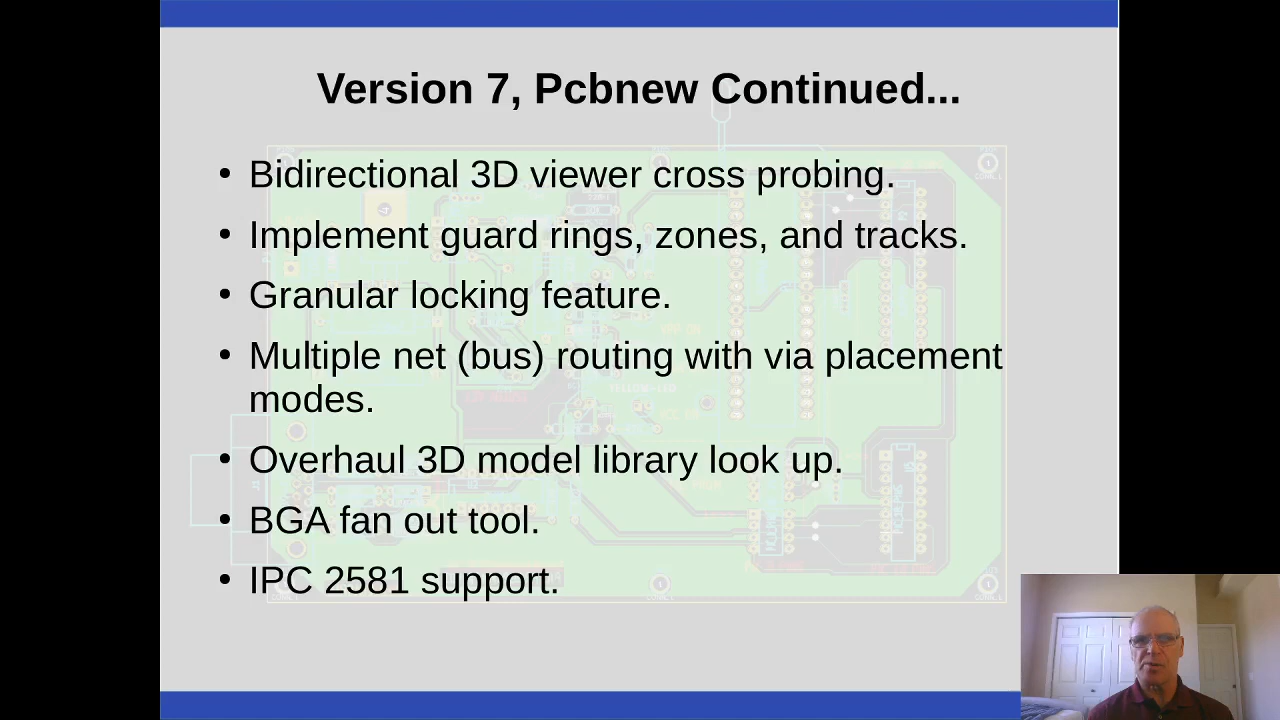 Version 7, Pcbnew Continued...
• Bidirectional 3D viewer cross probing.
• Implement guard rings, zones, and tracks.
• Granular locking feature.
• Multiple net (bus) routing with via placement
modes.
• Overhaul 3D model library look up.
• BGA fan out tool.
• IPC 2581 support.